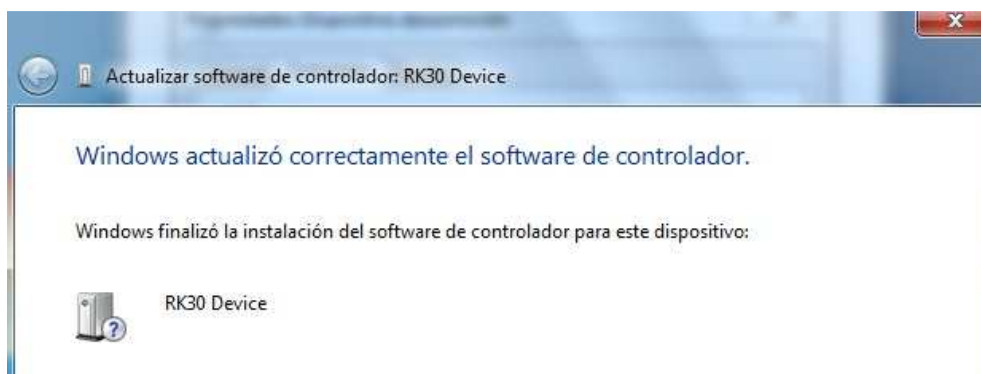 Actualizar software de controlador: RK30 Device
Windows actualizó correctamente el software de controlador.
Windows finalizó la instalación del software de controlador para este dispositivo:
RK30 Device